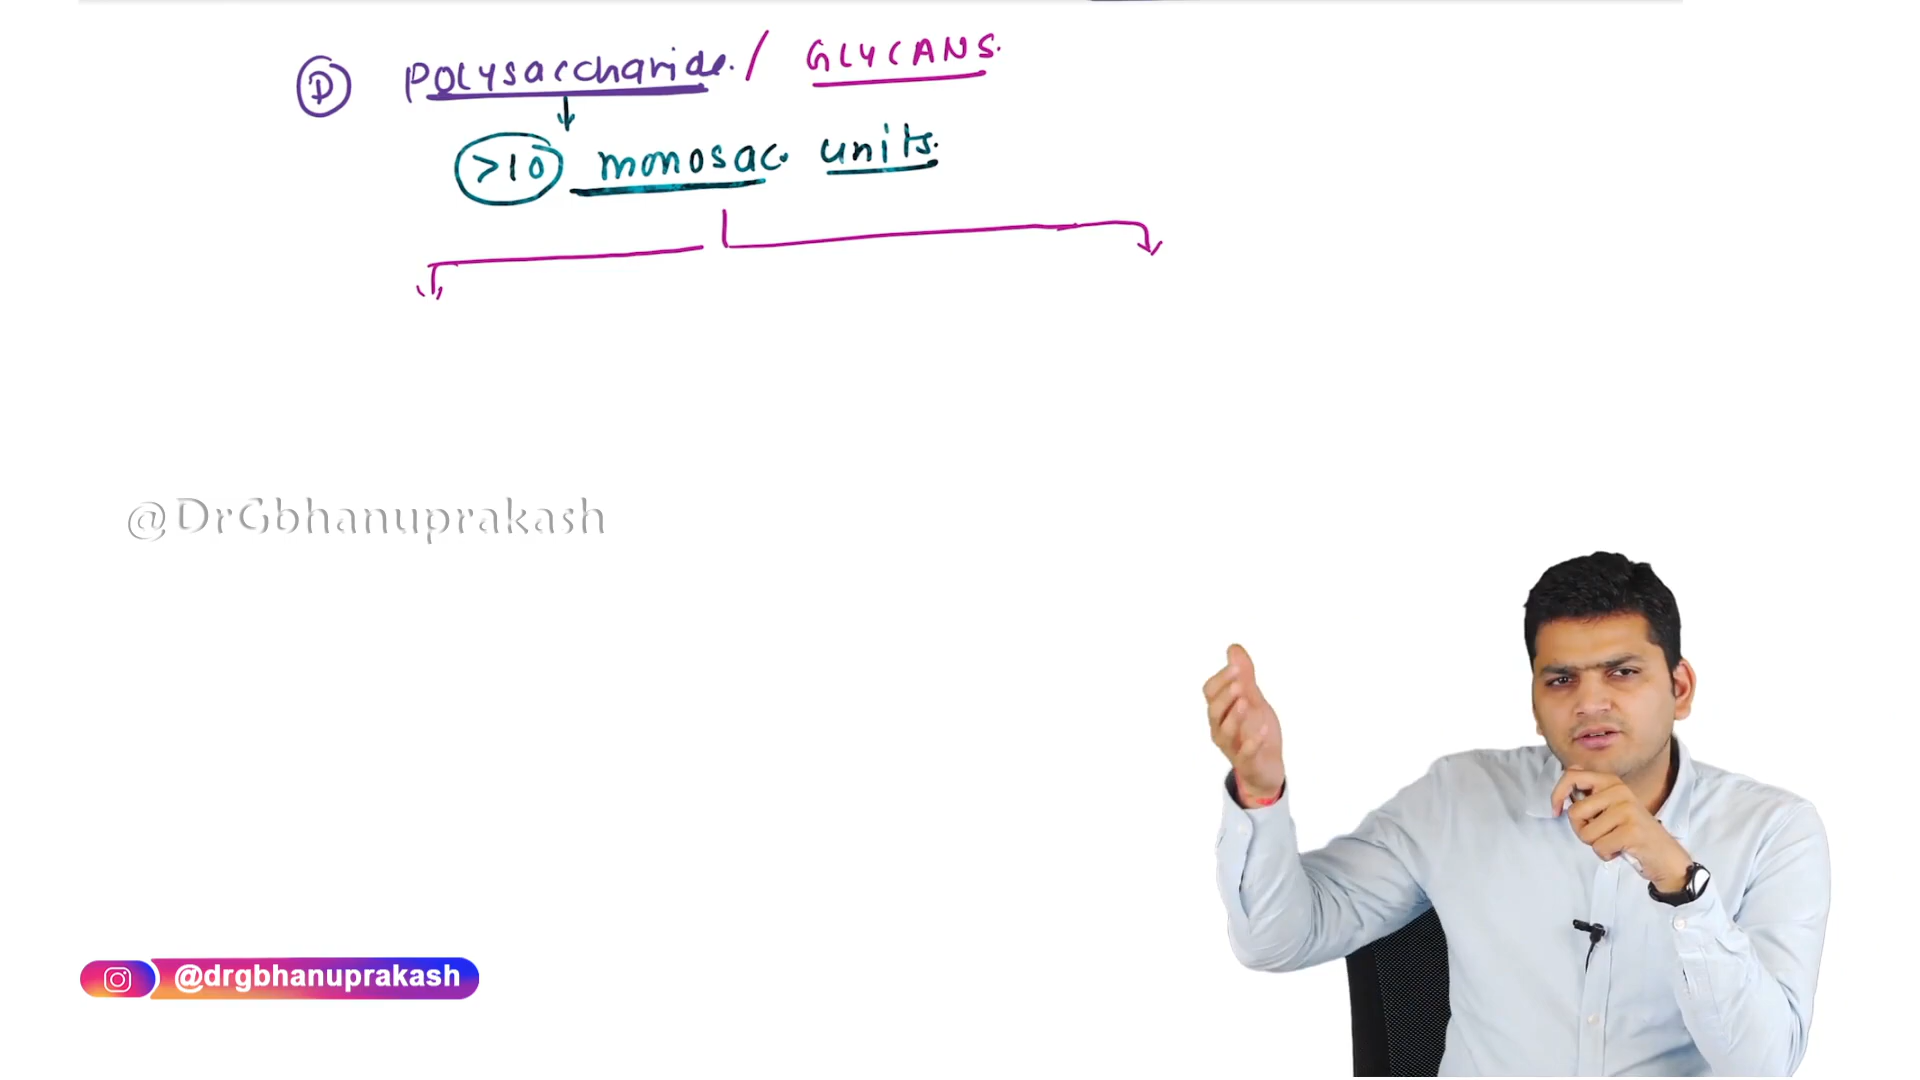 D Polysaccharide. / GLYCANS.
>10 monosac. units.
@DrGbhanuprakash
@drgbhanuprakash